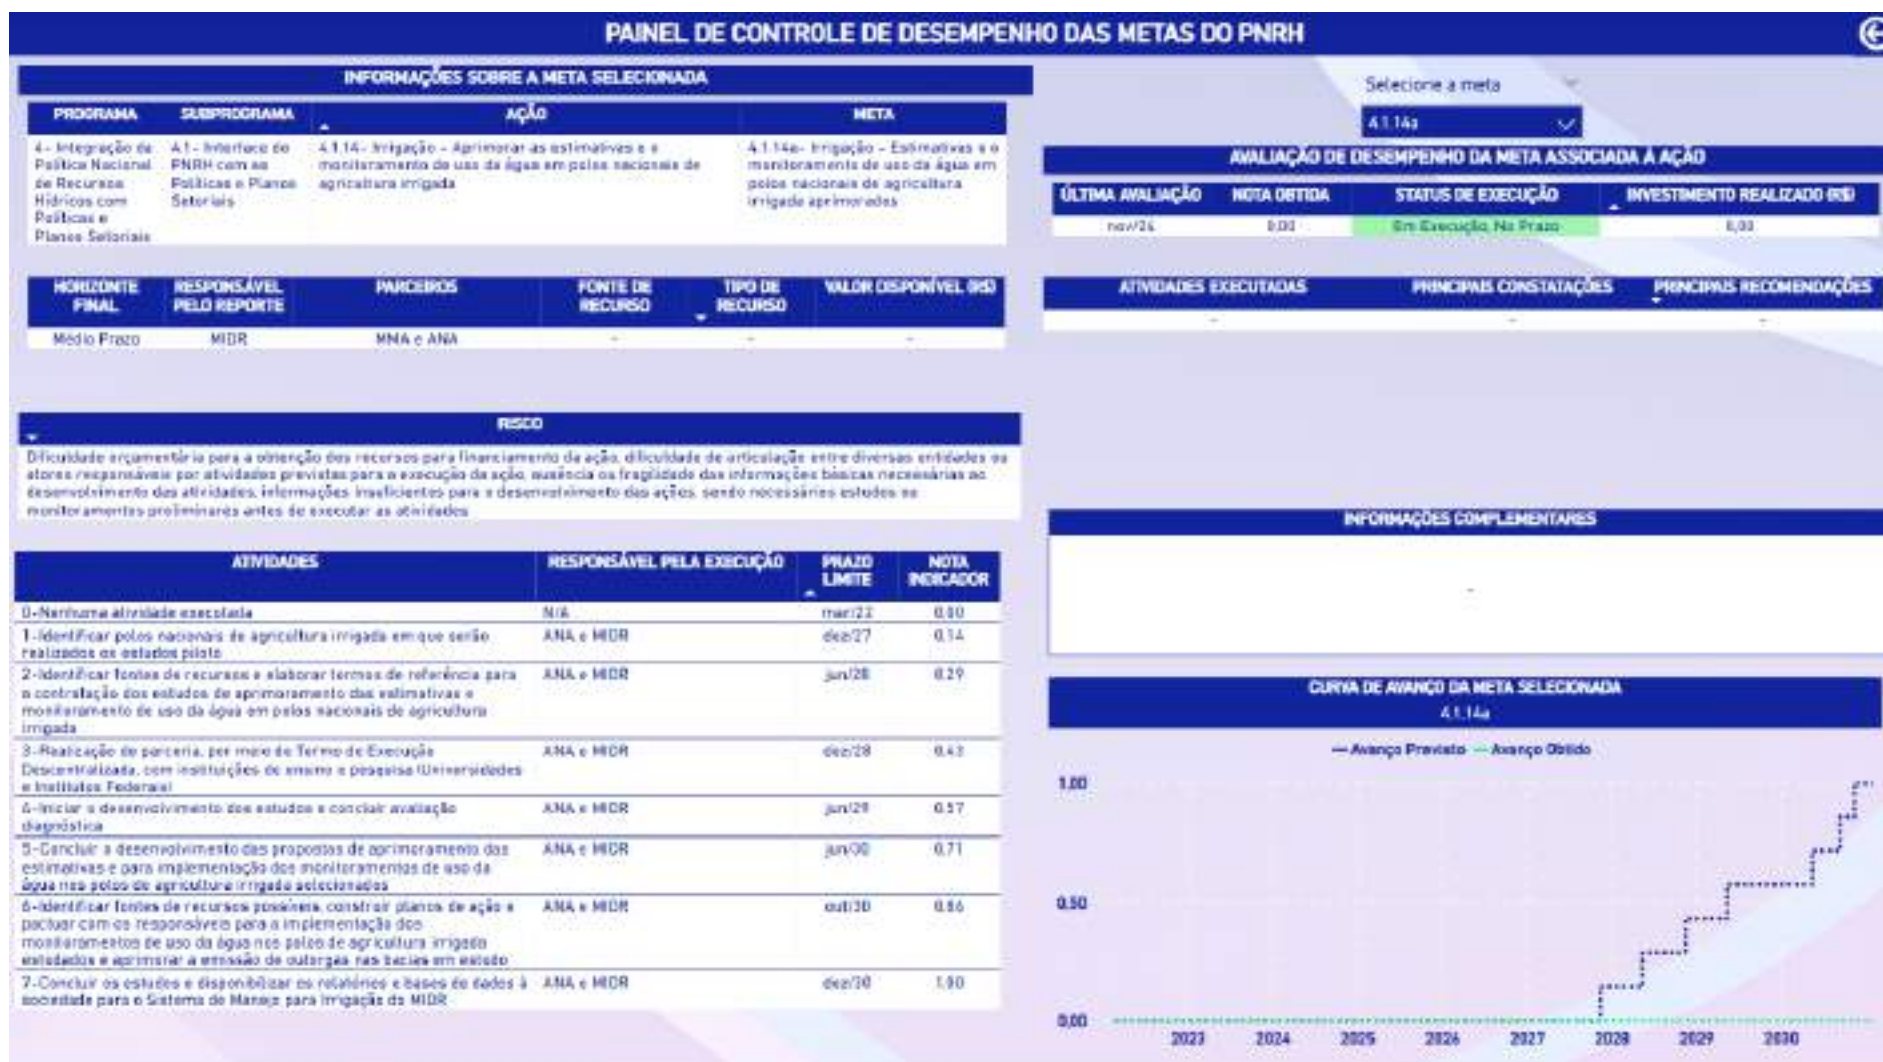 PAINEL DE CONTROLE DE DESEMPENHO DAS METAS DO PNRH
INFORMAÇÕES SOBRE A META SELECIONADA
PROGRAMA SUBPROGRAMA AÇÃO META
4- Integração da Política Nacional de Recursos Hídricos com Políticas e Planos Setoriais
4.1- Interface do PNRH com as Políticas e Planos Setoriais
4.1.14- Irrigação - Aprimorar as estimativas e o monitoramento do uso da água em polos nacionais de agricultura irrigada
4.1.14a- Irrigação - Estimativas e o monitoramento do uso da água em polos nacionais de agricultura irrigada aprimorados
HORIZONTE FINAL RESPONSÁVEL PELO REPORTE PARCEIROS FONTE DE RECURSO TIPO DE RECURSO VALOR DISPONÍVEL (R$)
Médio Prazo MIDR MMA e ANA - - -
RISCO
Dificuldade orçamentária para a obtenção dos recursos para financiamento da ação, dificuldade de articulação entre diversas entidades ou
atores responsáveis por atividades previstas para a execução da ação, ausência ou fragilidade das informações básicas necessárias ao
desenvolvimento das atividades, informações insuficientes para o desenvolvimento das ações, sendo necessários estudos ou
monitoramentos preliminares antes de executar as atividades
ATIVIDADES RESPONSÁVEL PELA EXECUÇÃO PRAZO LIMITE NOTA INDICADOR
0-Nenhuma atividade executada N/A mar/22 0,00
1-Identificar polos nacionais de agricultura irrigada em que serão ANA e MIDR dez/27 0,14
realizados os estudos piloto
2-Identificar fontes de recursos e elaborar termos de referência para ANA e MIDR jun/28 0,29
a contratação dos estudos de aprimoramento das estimativas e
monitoramento do uso da água em polos nacionais de agricultura
irrigada
3-Realização de parceria, por meio de Termo de Execução ANA e MIDR dez/28 0,43
Descentralizada, com instituições de ensino e pesquisa (Universidades
e Institutos Federais)
4-Iniciar o desenvolvimento dos estudos e concluir avaliação ANA e MIDR jun/29 0,57
diagnóstica
5-Concluir o desenvolvimento das propostas de aprimoramento das ANA e MIDR jun/30 0,71
estimativas e para implementação dos monitoramentos de uso da
água nos polos de agricultura irrigada selecionados
6-Identificar fontes de recursos possíveis, construir planos de ação e ANA e MIDR out/30 0,86
pactuar com os responsáveis para a implementação dos
monitoramentos de uso da água nos polos de agricultura irrigada
estudados e aprimorar a emissão de outorgas nas bacias em estudo
7-Concluir os estudos e disponibilizar os relatórios e bases de dados à ANA e MIDR dez/30 1,00
sociedade para o Sistema de Manejo para Irrigação do MIDR
Selecione a meta
4.1.14a
AVALIAÇÃO DE DESEMPENHO DA META ASSOCIADA À AÇÃO
ÚLTIMA AVALIAÇÃO NOTA OBTIDA STATUS DE EXECUÇÃO INVESTIMENTO REALIZADO (R$)
nov/24 0,00 Em Execução, No Prazo 0,00
ATIVIDADES EXECUTADAS PRINCIPAIS CONSTATAÇÕES PRINCIPAIS RECOMENDAÇÕES
- - -
INFORMAÇÕES COMPLEMENTARES
-
CURVA DE AVANÇO DA META SELECIONADA
4.1.14a
Avanço Previsto Avanço Obtido
1,00
0,50
0,00
2023 2024 2025 2026 2027 2028 2029 2030